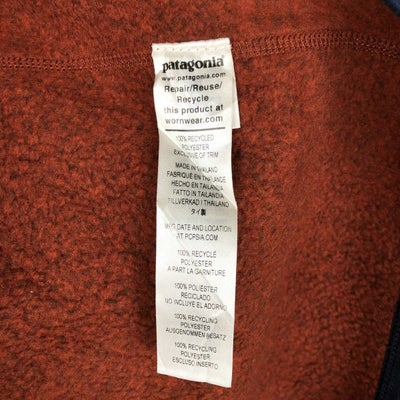 patagonia
www.patagonia.com
Repair/Reuse/
Recycle
this product at
wornwear.com
100% RECYCLED
POLYESTER
EXCLUSIVE OF TRIM
MADE IN THAILAND
FABRIQUÉ EN THAÏLANDE
HECHO EN TAILANDIA
FATTO IN TAILANDIA
TILLVERKAD I THAILAND
タイ製
MFG DATE AND LOCATION
AT PCPSIA.COM
100% RECYCLE
POLYESTER
A PART LA GARNITURE
100% POLIÉSTER
RECICLADO
NO INCLUYE EL ADORNO
100% RECYCLING
POLYESTER
AUSGENOMMEN BESATZ
100% RECYCLING
POLYESTER
ESCLUSO INSERTO